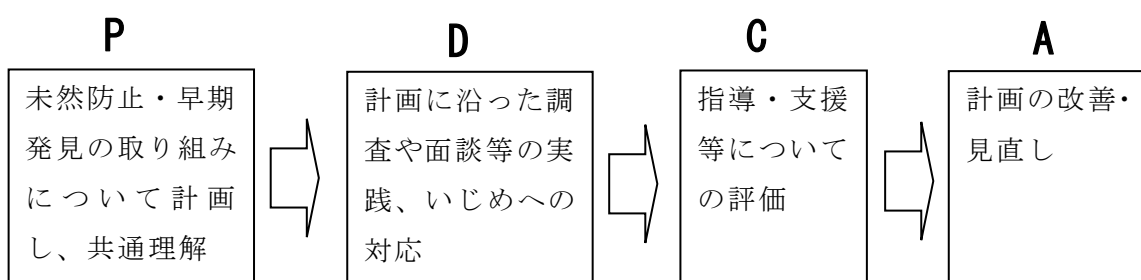 P
未然防止・早期
発見の取り組み
について計画
し、共通理解
D
計画に沿った調
査や面談等の実
践、いじめへの
対応
C
指導・支援
等について
の評価
A
計画の改善・
見直し